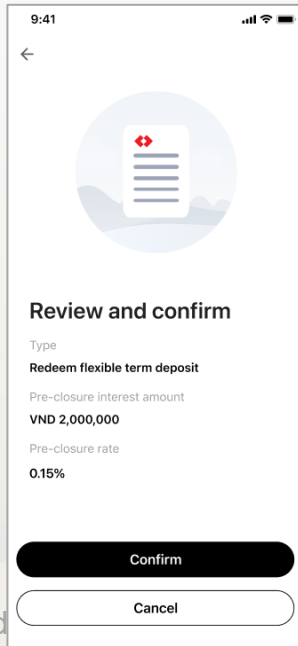 9:41
Review and confirm
Type
Redeem flexible term deposit
Pre-closure interest amount
VND 2,000,000
Pre-closure rate
0.15%
Confirm
Cancel